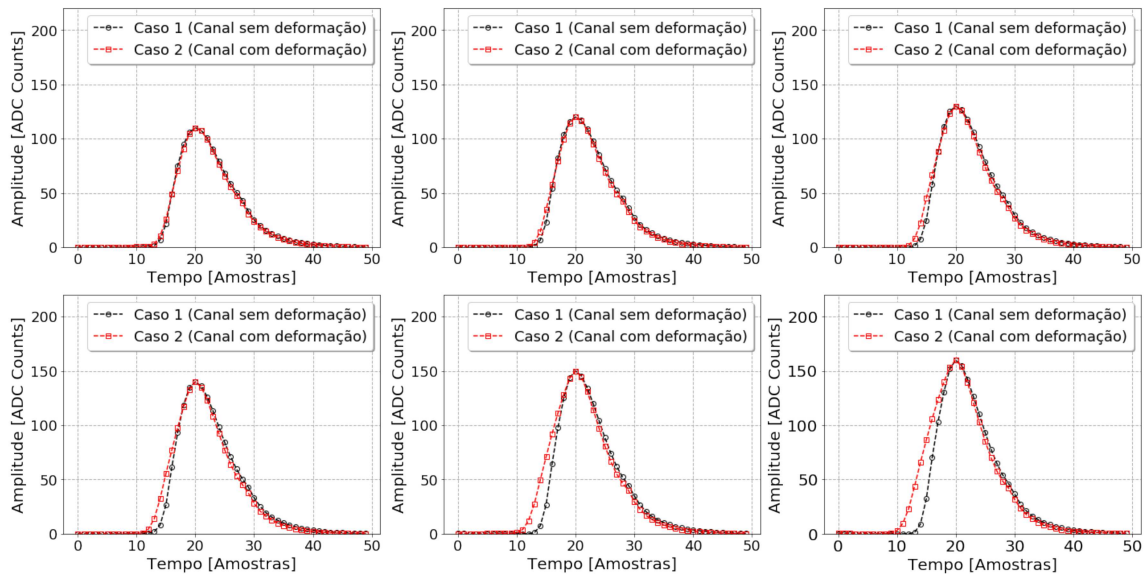 Caso 1 (Canal sem deformação)
Caso 2 (Canal com deformação)
200
150
100
50
0
Amplitude [ADC Counts]
0 10 20 30 40 50
Tempo [Amostras]
Caso 1 (Canal sem deformação)
Caso 2 (Canal com deformação)
200
150
100
50
0
Amplitude [ADC Counts]
0 10 20 30 40 50
Tempo [Amostras]
Caso 1 (Canal sem deformação)
Caso 2 (Canal com deformação)
200
150
100
50
0
Amplitude [ADC Counts]
0 10 20 30 40 50
Tempo [Amostras]
Caso 1 (Canal sem deformação)
Caso 2 (Canal com deformação)
200
150
100
50
0
Amplitude [ADC Counts]
0 10 20 30 40 50
Tempo [Amostras]
Caso 1 (Canal sem deformação)
Caso 2 (Canal com deformação)
200
150
100
50
0
Amplitude [ADC Counts]
0 10 20 30 40 50
Tempo [Amostras]
Caso 1 (Canal sem deformação)
Caso 2 (Canal com deformação)
200
150
100
50
0
Amplitude [ADC Counts]
0 10 20 30 40 50
Tempo [Amostras]